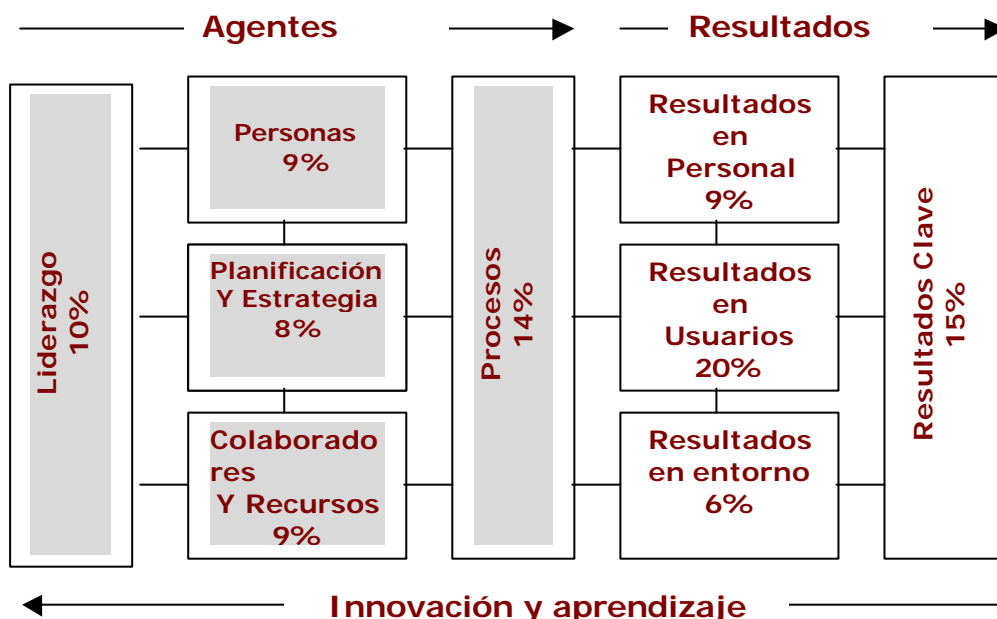 Agentes
Resultados
Liderazgo
10%
Personas
9%
Planificación
Y Estrategia
8%
Colaborado
res
Y Recursos
9%
Procesos
14%
Resultados
en
Personal
9%
Resultados
en
Usuarios
20%
Resultados
en entorno
6%
Resultados Clave
15%
Innovación y aprendizaje